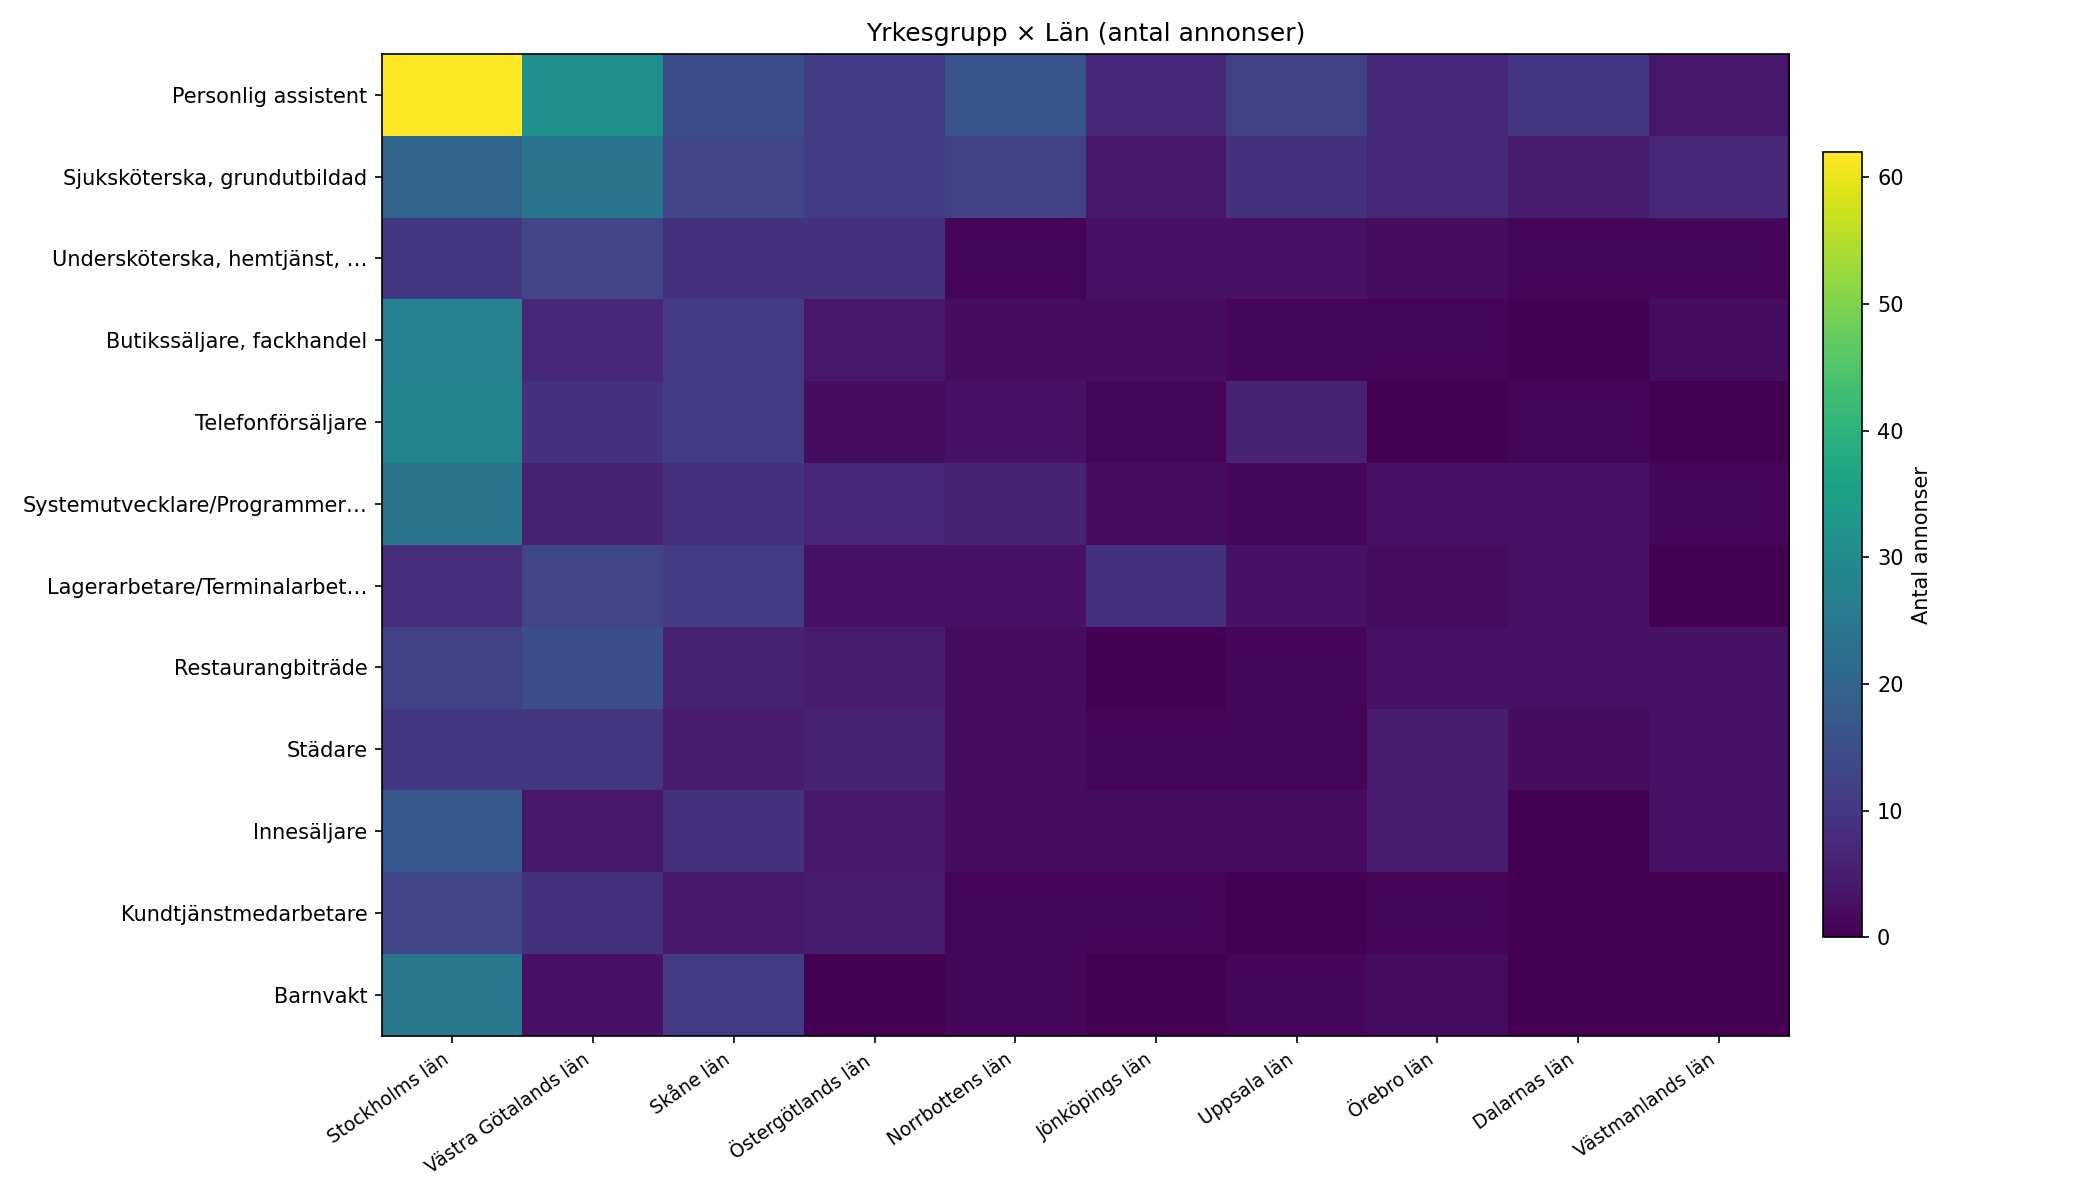 Yrkesgrupp × Län (antal annonser)
Personlig assistent
Sjuksköterska, grundutbildad
Undersköterska, hemtjänst, …
Butikssäljare, fackhandel
Telefonförsäljare
Systemutvecklare/Programmer…
Lagerarbetare/Terminalarbet…
Restaurangbiträde
Städare
Innesäljare
Kundtjänstmedarbetare
Barnvakt
Stockholms län
Västra Götalands län
Skåne län
Östergötlands län
Norrbottens län
Jönköpings län
Uppsala län
Örebro län
Dalarnas län
Västmanlands län
60
50
40
30
20
10
0
Antal annonser